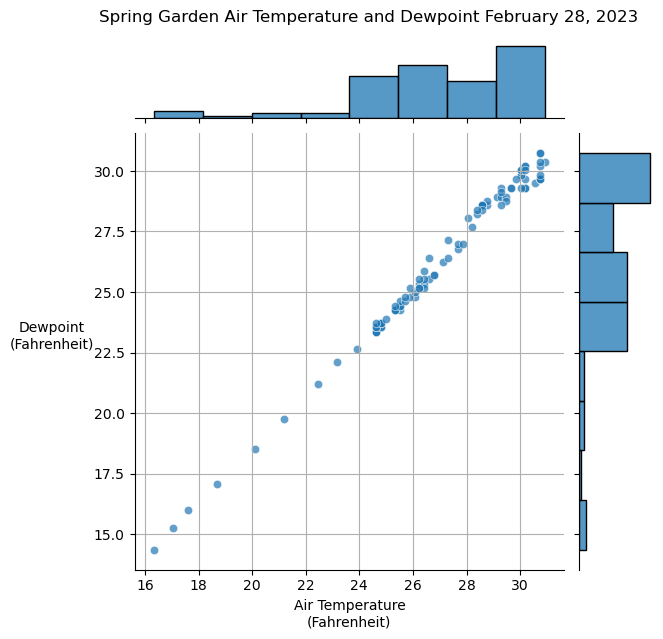 Spring Garden Air Temperature and Dewpoint February 28, 2023
30.0
27.5
25.0
22.5
20.0
17.5
15.0
Dewpoint
(Fahrenheit)
16 18 20 22 24 26 28 30
Air Temperature
(Fahrenheit)